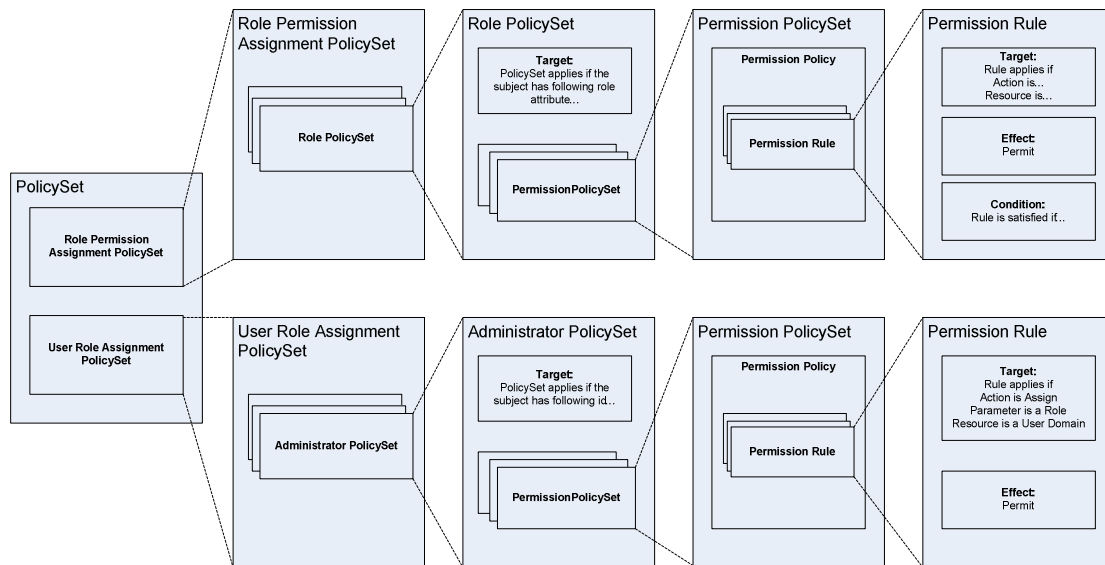 PolicySet
Role Permission
Assignment PolicySet
User Role Assignment
PolicySet
Role Permission
Assignment PolicySet
Role PolicySet
Role PolicySet
Target:
PolicySet applies if the
subject has following role
attribute...
PermissionPolicySet
Permission PolicySet
Permission Policy
Permission Rule
Permission Rule
Target:
Rule applies if
Action is...
Resource is...
Effect:
Permit
Condition:
Rule is satisfied if...
User Role Assignment
PolicySet
Administrator PolicySet
Administrator PolicySet
Target:
PolicySet applies if the
subject has following id...
PermissionPolicySet
Permission PolicySet
Permission Policy
Permission Rule
Permission Rule
Target:
Rule applies if
Action is Assign
Parameter is a Role
Resource is a User Domain
Effect:
Permit